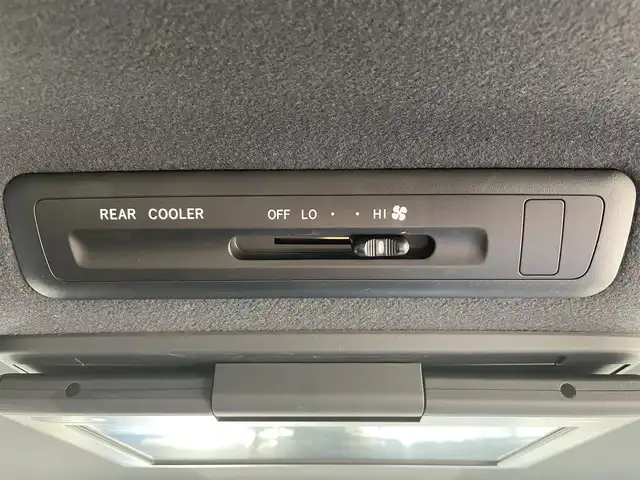 REAR COOLER OFF LO • • HI